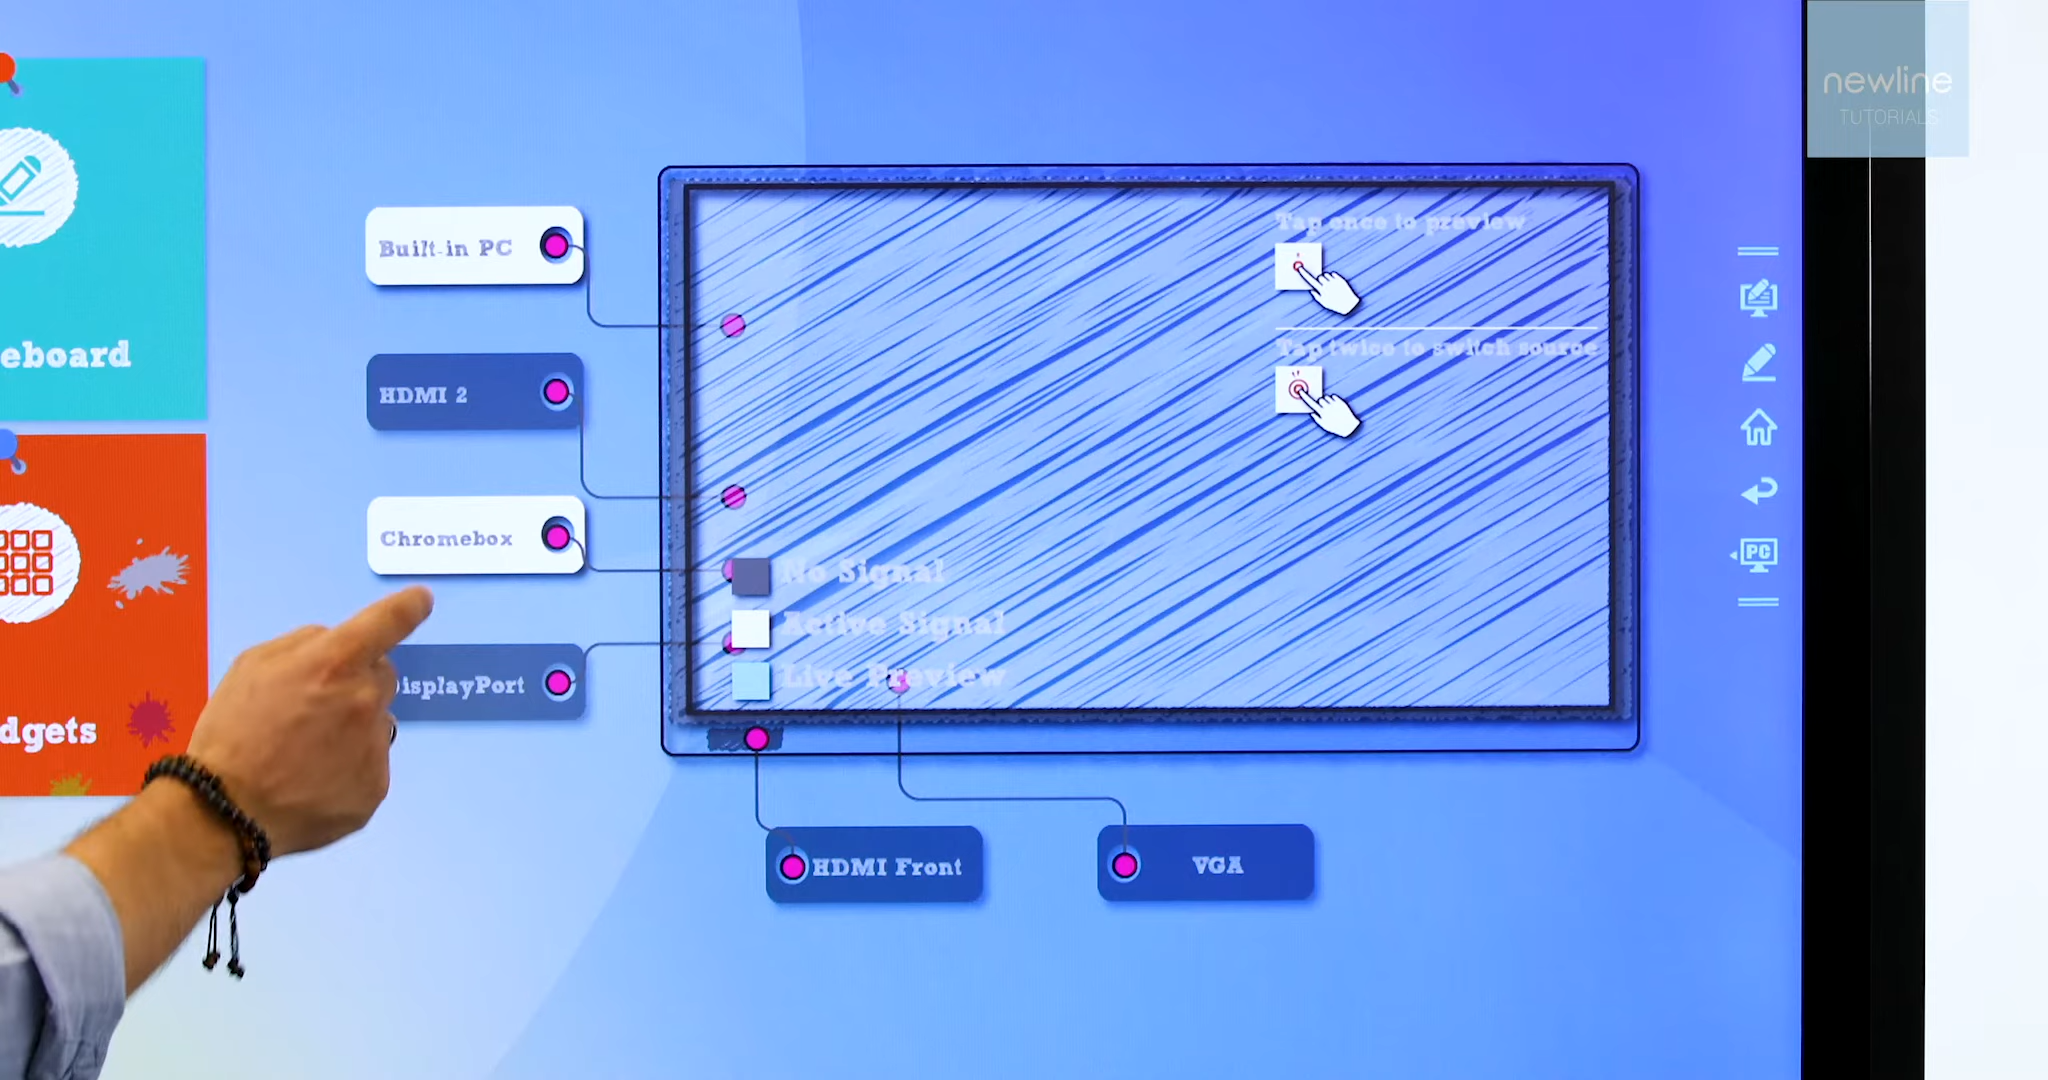 newline
TUTORIALS
eboard
dgets
Built-in PC
HDMI 2
Chromebox
isplayPort
Tap once to preview
Tap twice to switch source
No Signal
Active Signal
Live Preview
HDMI Front
VGA
PC